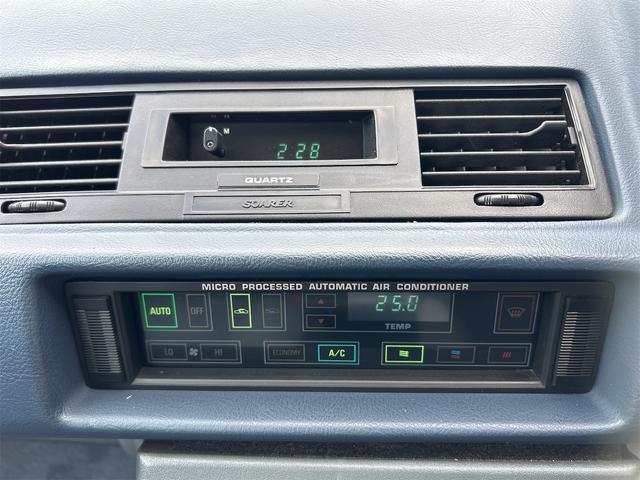 M
2:28
QUARTZ
SOARER
MICRO PROCESSED AUTOMATIC AIR CONDITIONER
AUTO OFF 25.0
TEMP
LO HI ECONOMY A/C